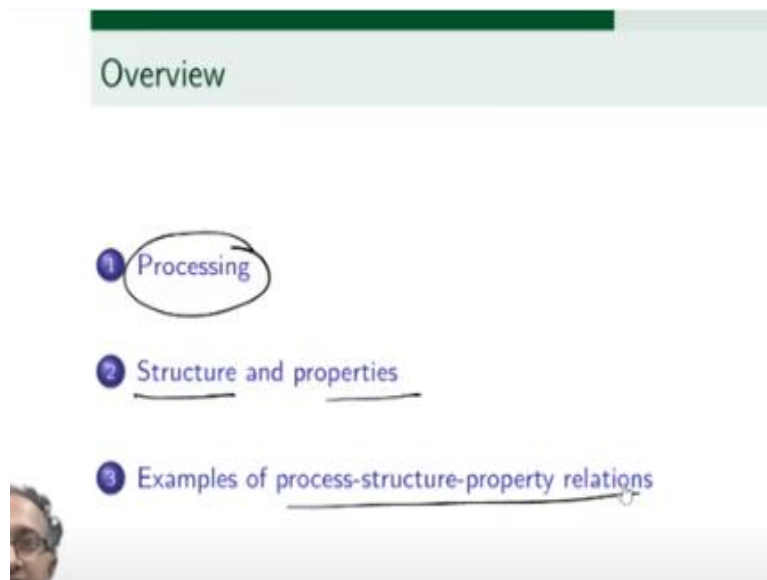 Overview
1 Processing
2 Structure and properties
3 Examples of process-structure-property relations